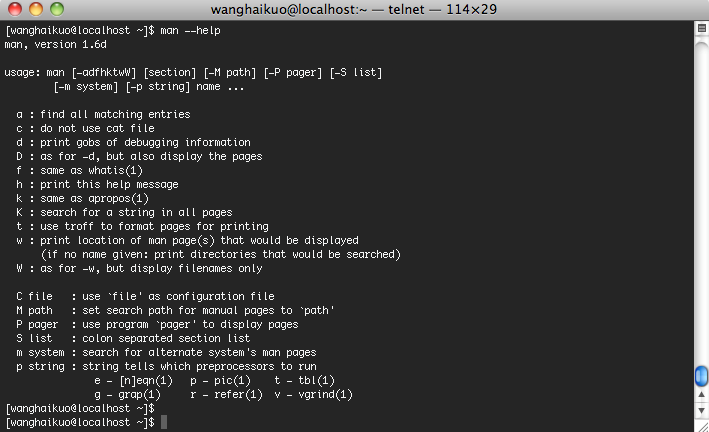 wanghaikuo@localhost:~ — telnet — 114×29
[wanghaikuo@localhost ~]$ man --help
man, version 1.6d
usage: man [-adfhktwW] [section] [-M path] [-P pager] [-S list]
[-m system] [-p string] name ...
a : find all matching entries
c : do not use cat file
d : print gobs of debugging information
D : as for -d, but also display the pages
f : same as whatis(1)
h : print this help message
k : same as apropos(1)
K : search for a string in all pages
t : use troff to format pages for printing
w : print location of man page(s) that would be displayed
(if no name given: print directories that would be searched)
W : as for -w, but display filenames only
C file : use `file' as configuration file
M path : set search path for manual pages to `path'
P pager : use program `pager' to display pages
S list : colon separated section list
m system : search for alternate system's man pages
p string : string tells which preprocessors to run
e - [n]eqn(1) p - pic(1) t - tbl(1)
g - grap(1) r - refer(1) v - vgrind(1)
[wanghaikuo@localhost ~]$
[wanghaikuo@localhost ~]$